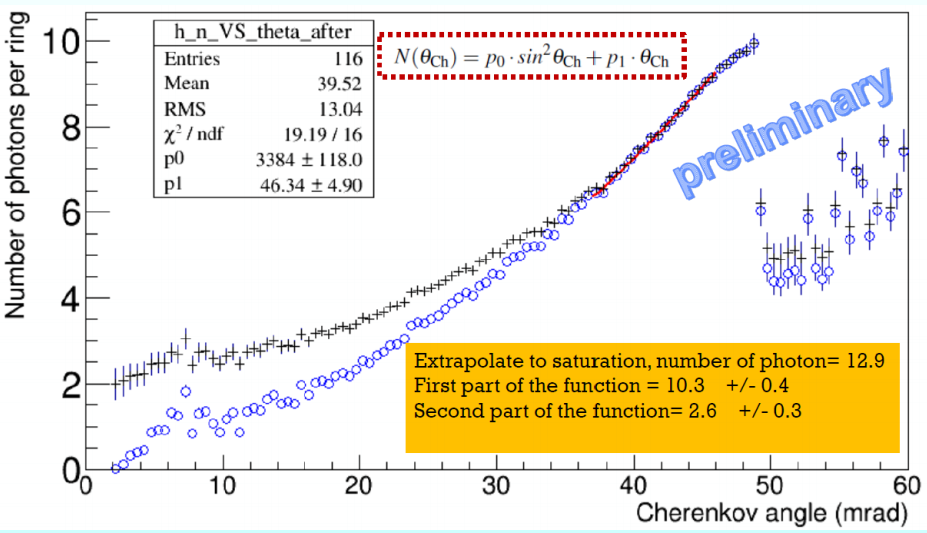 h_n_VS_theta_after
Entries 116
Mean 39.52
RMS 13.04
χ² / ndf 19.19 / 16
p0 3384 ± 118.0
p1 46.34 ± 4.90
N(θCh) = p₀ · sin²θCh + p₁ · θCh
preliminary
Number of photons per ring
10
8
6
4
2
0
Extrapolate to saturation, number of photon= 12.9
First part of the function = 10.3 +/- 0.4
Second part of the function= 2.6 +/- 0.3
0 10 20 30 40 50 60
Cherenkov angle (mrad)